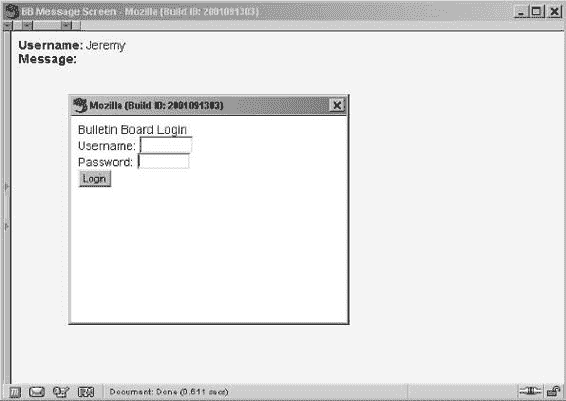 BB Message Screen - Mozilla {Build ID: 2001091303}
Username: Jeremy
Message:
Mozilla {Build ID: 2001091303}
Bulletin Board Login
Username:
Password:
Login
Document: Done (0.611 secs)